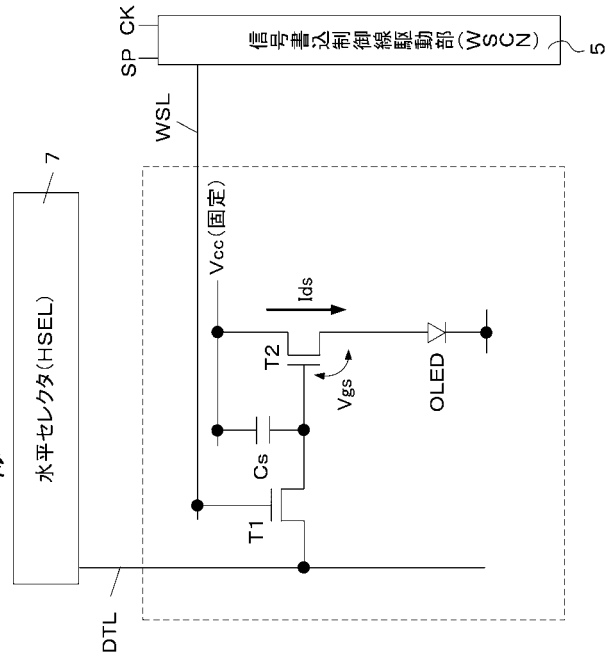 水平セレクタ(HSEL)
7
DTL
WSL
SP
CK
信号書込制御線駆動部(WSCN)
5
Vcc(固定)
Cs
T1
T2
Ids
Vgs
OLED